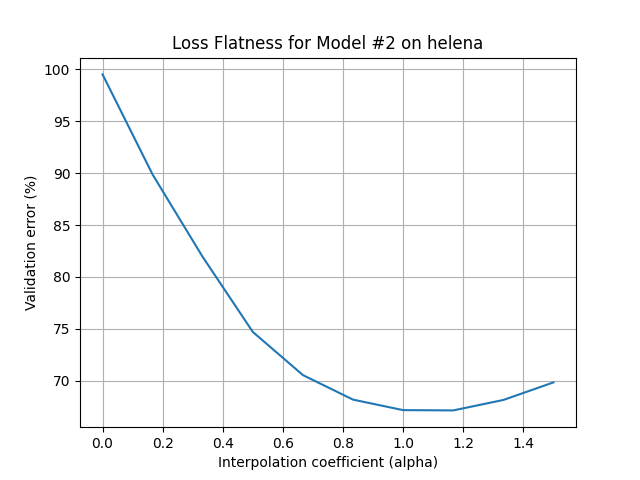 Loss Flatness for Model #2 on helena
100
95
90
85
80
75
70
Validation error (%)
0.0 0.2 0.4 0.6 0.8 1.0 1.2 1.4
Interpolation coefficient (alpha)